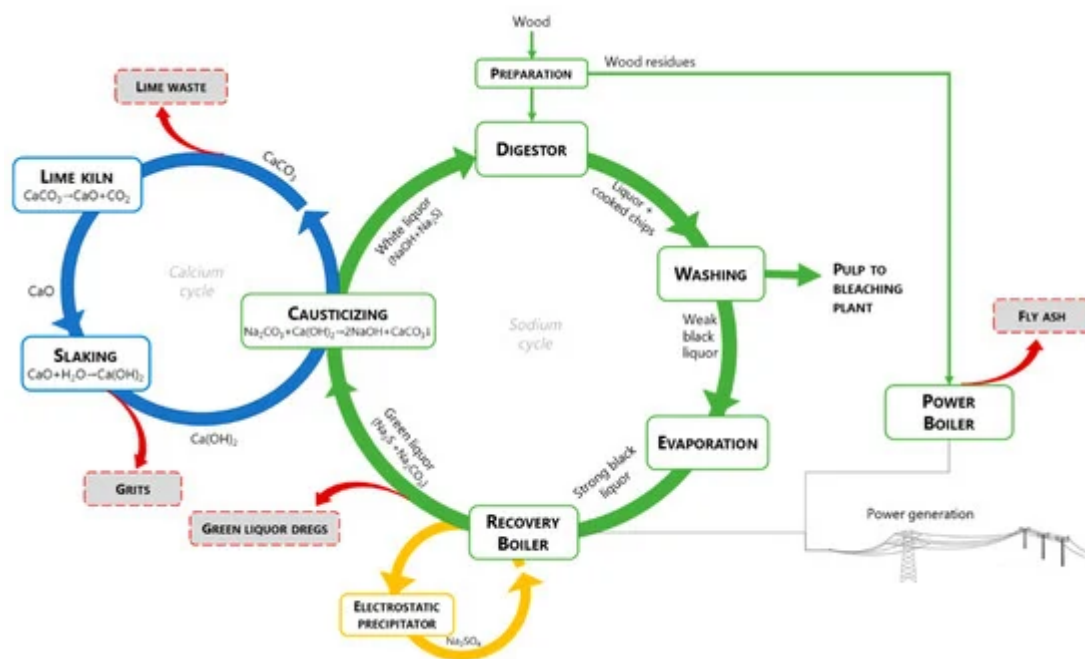 Wood
PREPARATION
Wood residues
LIME WASTE
DIGESTOR
CaCO₃
LIME KILN
CaCO₃→CaO+CO₂
Liquor +
cooked chips
White liquor
(NaOH+Na₂S)
WASHING
PULP TO
BLEACHING
PLANT
Calcium
cycle
CaO
CAUSTICIZING
Na₂CO₃+Ca(OH)₂→2NaOH+CaCO₃↓
Sodium
cycle
Weak
black
liquor
FLY ASH
SLAKING
CaO+H₂O→Ca(OH)₂
POWER
BOILER
Ca(OH)₂
Green liquor
(Na₂S +Na₂CO₃)
EVAPORATION
Strong black
liquor
GRITS
GREEN LIQUOR DREGS
RECOVERY
BOILER
Power generation
ELECTROSTATIC
PRECIPITATOR
Na₂SO₄